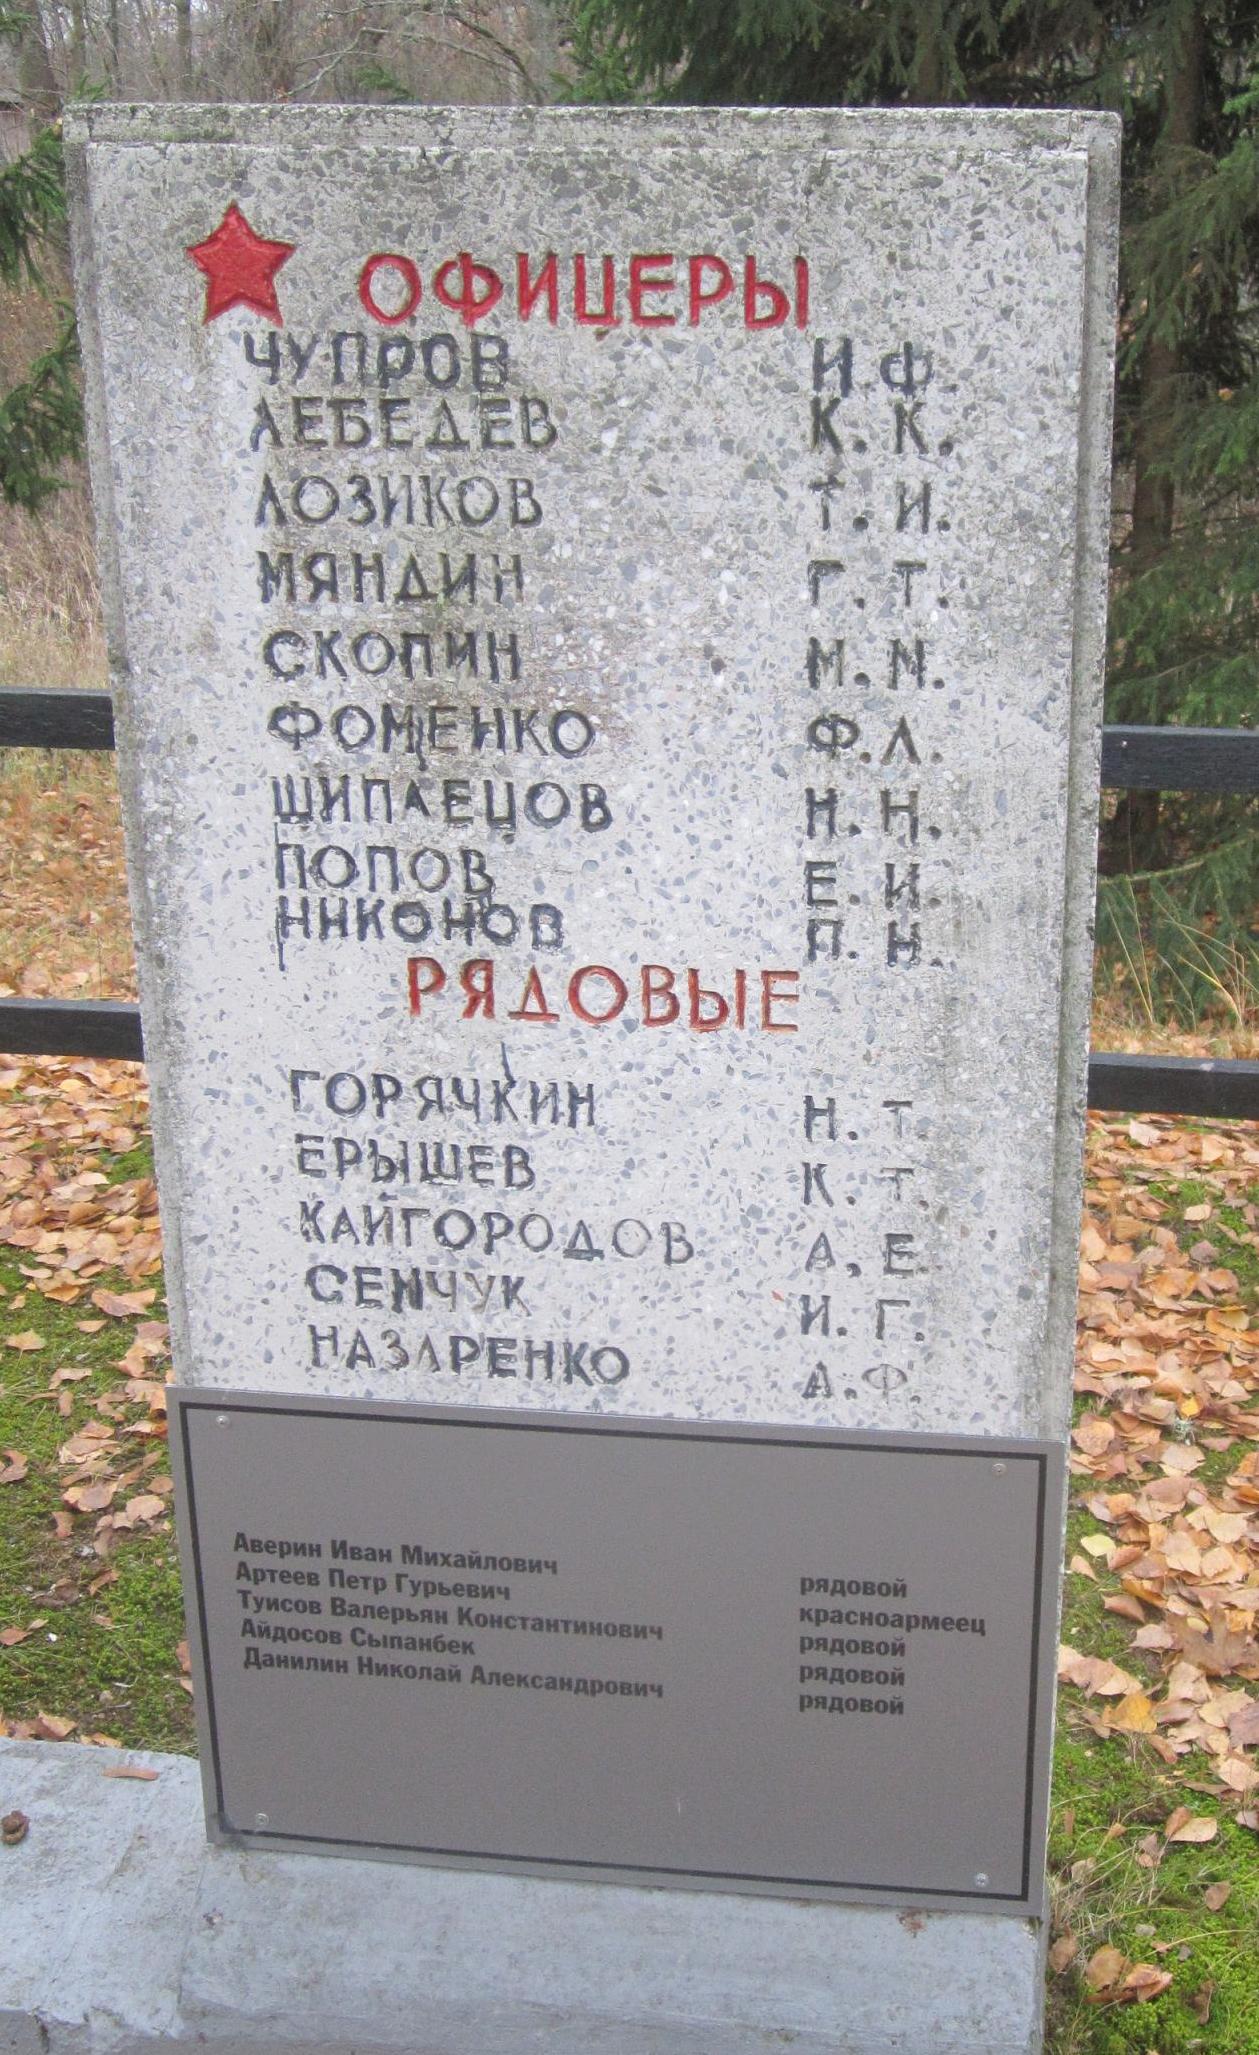 ОФИЦЕРЫ
ЧУПРОВ И.Ф.
ЛЕБЕДЕВ К.К.
ЛОЗИКОВ Т.И.
МЯНДИН Г.Т.
СКОПИН М.М.
ФОМЕНКО Ф.Л.
ШИПЛЕЦОВ Н.Н.
ПОПОВ Е.И.
НИКОНОВ П.Н.
РЯДОВЫЕ
ГОРЯЧКИН Н.Т.
ЕРЫШЕВ К.Т.
КАЙГОРОДОВ А.Е.
СЕНЧУК И.Г.
НАЗАРЕНКО А.Ф.
Аверин Иван Михайлович рядовой
Артеев Петр Гурьевич красноармеец
Туисов Валерьян Константинович рядовой
Айдосов Сыпанбек рядовой
Данилин Николай Александрович рядовой